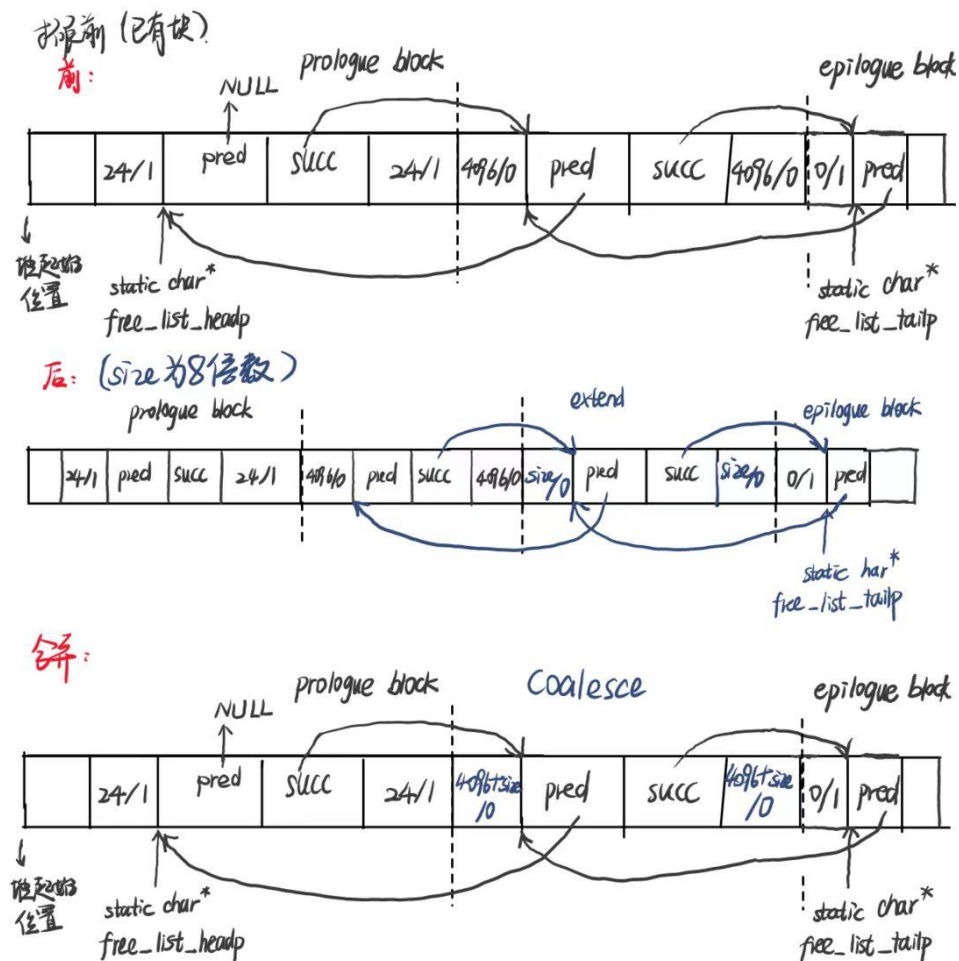 扩展前(已有块)
前:
prologue block
epilogue block
NULL
24/1 pred succ 24/1 4096/0 pred succ 4096/0 0/1 pred
堆起始
位置
static char*
free_list_headp
static char*
free_list_tailp
后: (size为8倍数)
prologue block
extend
epilogue block
24/1 pred succ 24/1 4096/0 pred succ 4096/0 size/0 pred succ size/0 0/1 pred
static har*
free_list_tailp
合并:
prologue block
Coalesce
epilogue block
NULL
24/1 pred succ 24/1 4096+size/0 pred succ 4096+size/0 0/1 pred
堆起始
位置
static char*
free_list_headp
static char*
free_list_tailp